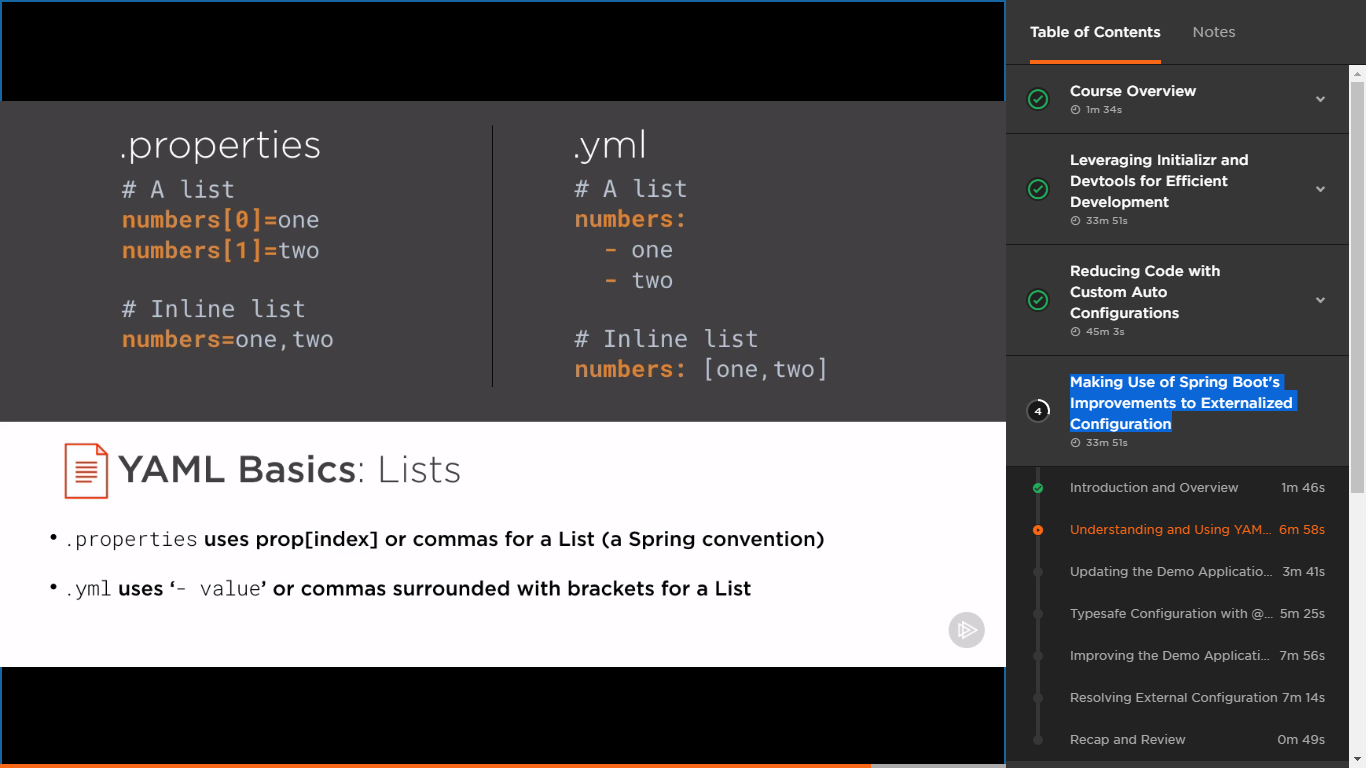 .properties
# A list
numbers[0]=one
numbers[1]=two
# Inline list
numbers=one,two
.yml
# A list
numbers:
- one
- two
# Inline list
numbers: [one,two]
YAML Basics: Lists
• .properties uses prop[index] or commas for a List (a Spring convention)
• .yml uses ‘- value’ or commas surrounded with brackets for a List
Table of Contents
Notes
Course Overview
1m 34s
Leveraging Initializr and
Devtools for Efficient
Development
33m 51s
Reducing Code with
Custom Auto
Configurations
45m 3s
4
Making Use of Spring Boot's
Improvements to Externalized
Configuration
33m 51s
Introduction and Overview 1m 46s
Understanding and Using YAM... 6m 58s
Updating the Demo Applicatio... 3m 41s
Typesafe Configuration with @... 5m 25s
Improving the Demo Applicati... 7m 56s
Resolving External Configuration 7m 14s
Recap and Review 0m 49s